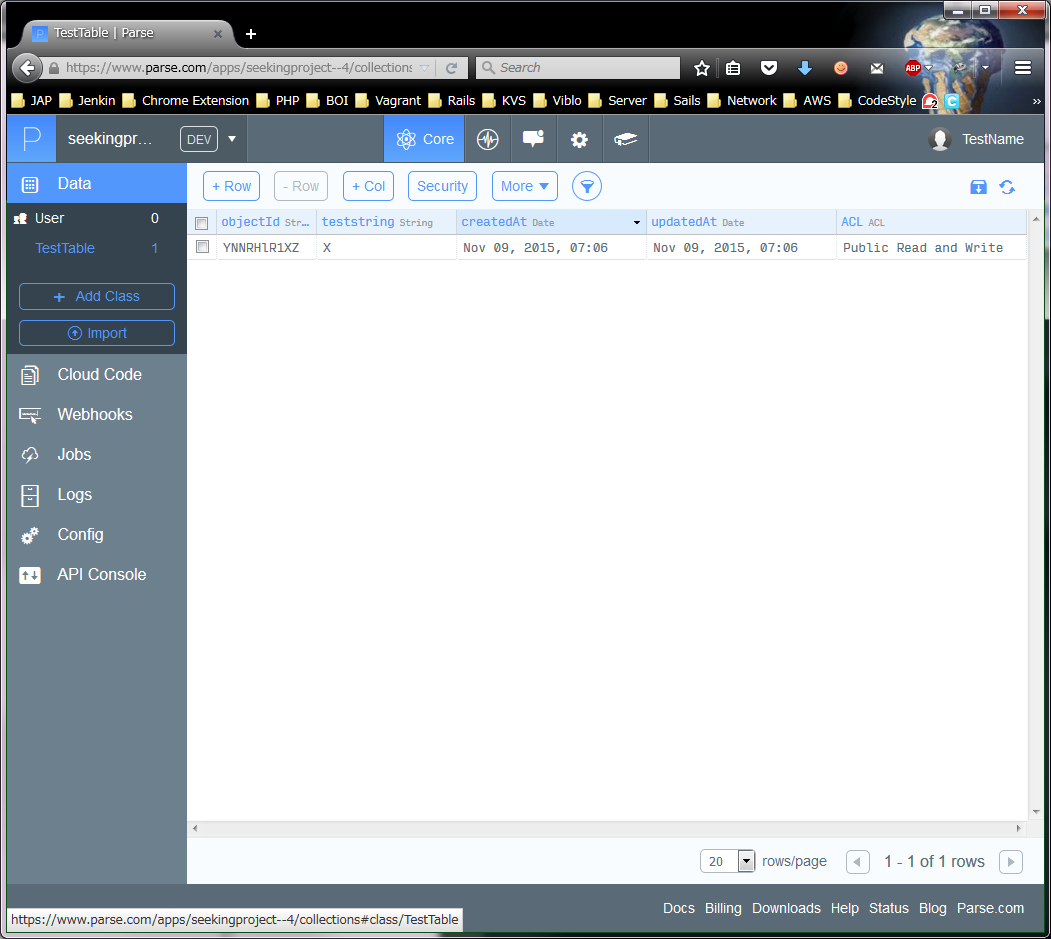 TestTable | Parse
https://www.parse.com/apps/seekingproject--4/collections
Search
JAP Jenkin Chrome Extension PHP BOI Vagrant Rails KVS Viblo Server Sails Network AWS CodeStyle 2 C »
P seekingpr... DEV Core TestName
Data
User 0
TestTable 1
+ Add Class
Import
Cloud Code
Webhooks
Jobs
Logs
Config
API Console
+ Row - Row + Col Security More
objectId Str... teststring String createdAt Date updatedAt Date ACL ACL
YNNRHlR1XZ X Nov 09, 2015, 07:06 Nov 09, 2015, 07:06 Public Read and Write
20 rows/page 1 - 1 of 1 rows
Docs Billing Downloads Help Status Blog Parse.com
https://www.parse.com/apps/seekingproject--4/collections#class/TestTable